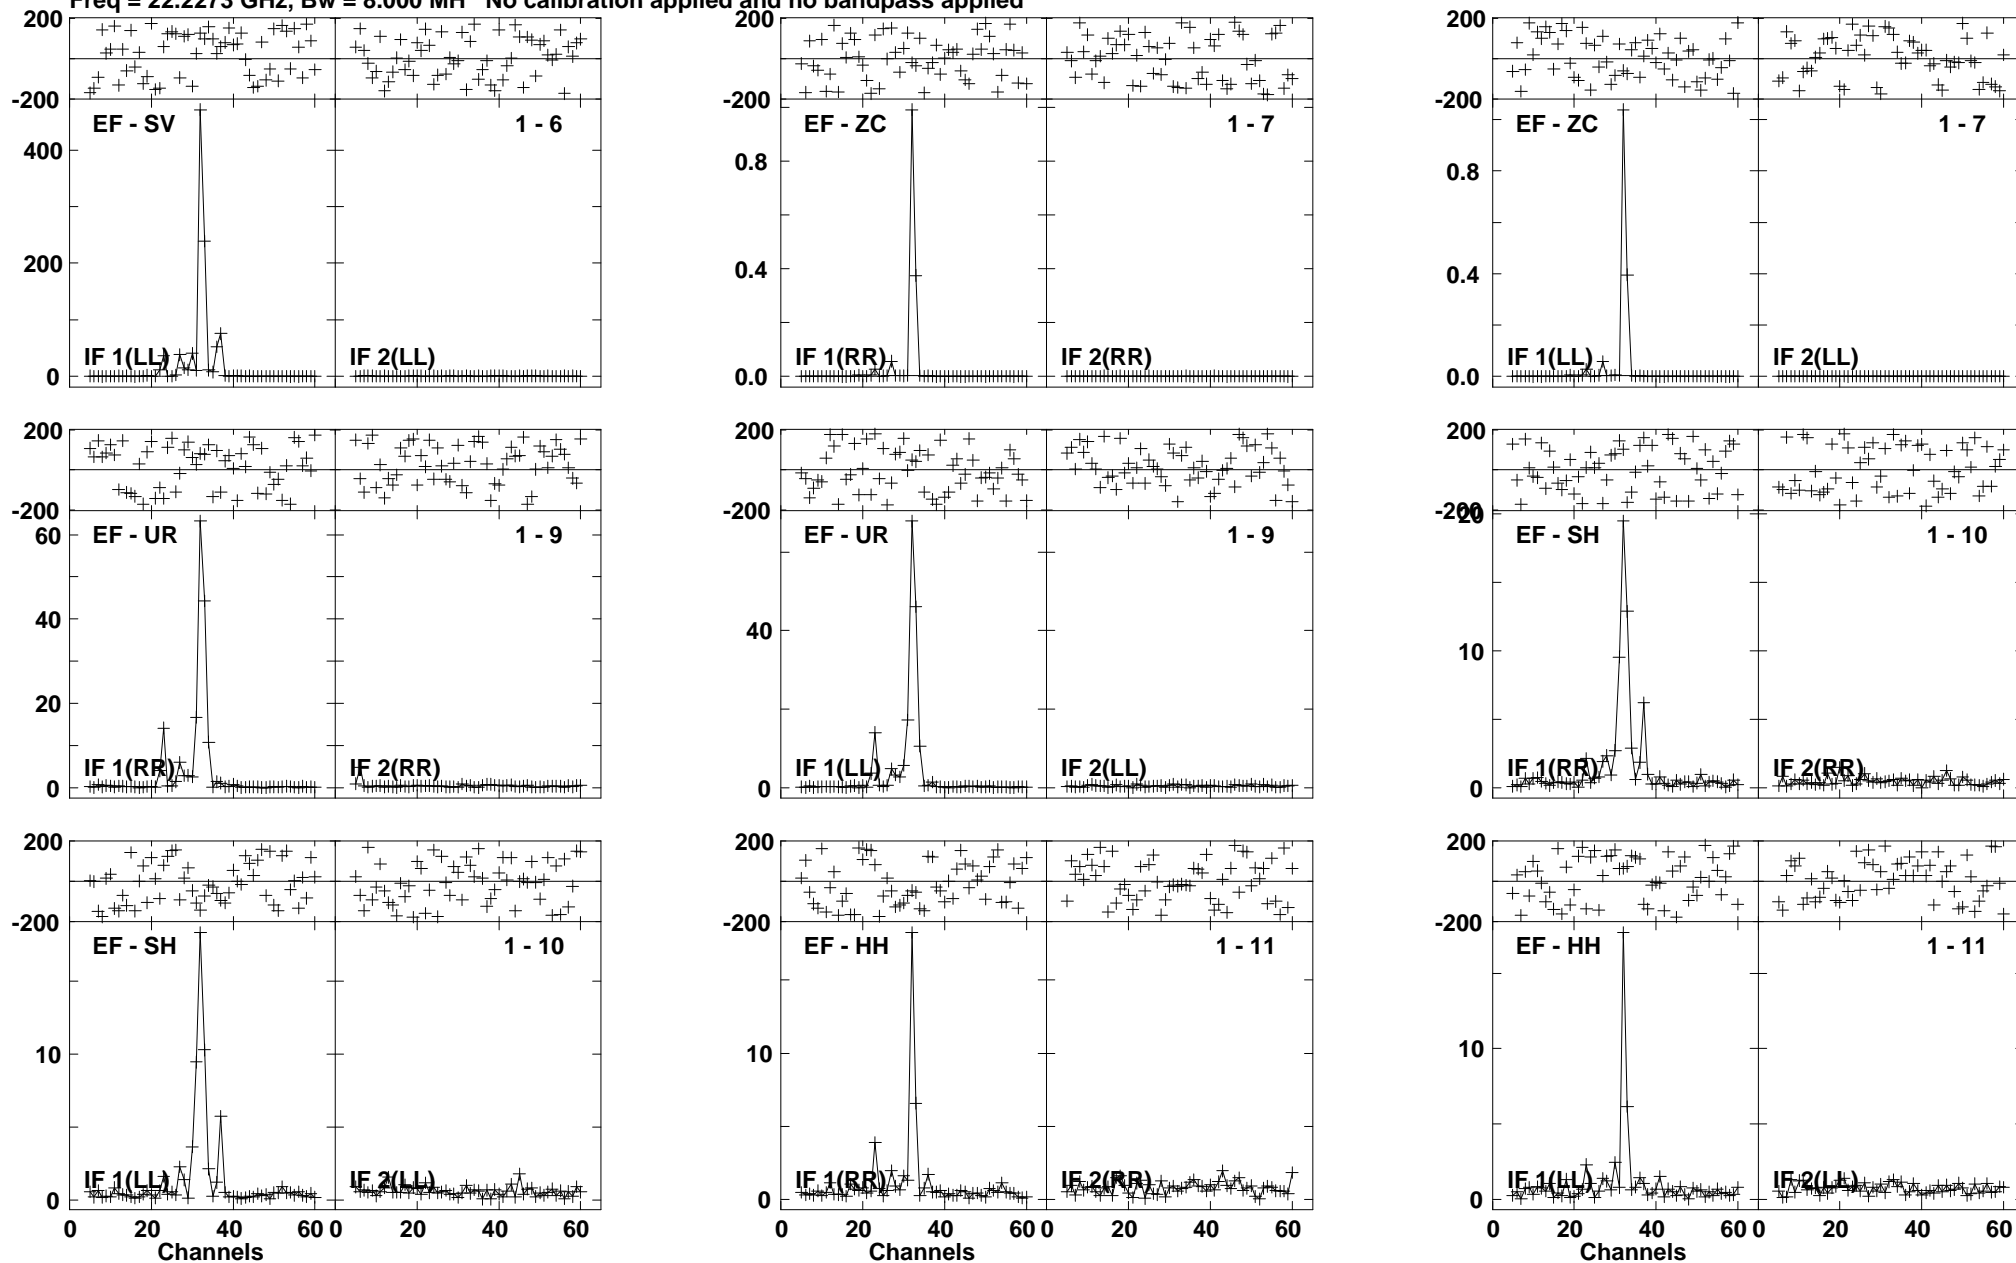 Freq = 22.2273 GHz, Bw = 8.000 MH No calibration applied and no bandpass applied
200 200 200
-200 -200 -200
EF - SV 1 - 6 EF - ZC 1 - 7 EF - ZC 1 - 7
400 0.8 0.8
200 0.4 0.4
IF 1(LL) IF 2(LL) IF 1(RR) IF 2(RR) IF 1(LL) IF 2(LL)
0 0.0 0.0
200 200 200
-200 -200 -200
20
EF - UR 1 - 9 EF - UR 1 - 9 EF - SH 1 - 10
60
40 40 10
20
IF 1(RR) IF 2(RR) IF 1(LL) IF 2(LL) IF 1(RR) IF 2(RR)
0 0 0
200 200 200
-200 -200 -200
EF - SH 1 - 10 EF - HH 1 - 11 EF - HH 1 - 11
10 10 10
IF 1(LL) IF 2(LL) IF 1(RR) IF 2(RR) IF 1(LL) IF 2(LL)
0 0 0
0 20 40 60 0 20 40 60 0 20 40 60 0 20 40 60 0 20 40 60 0 20 40 60
Channels Channels Channels